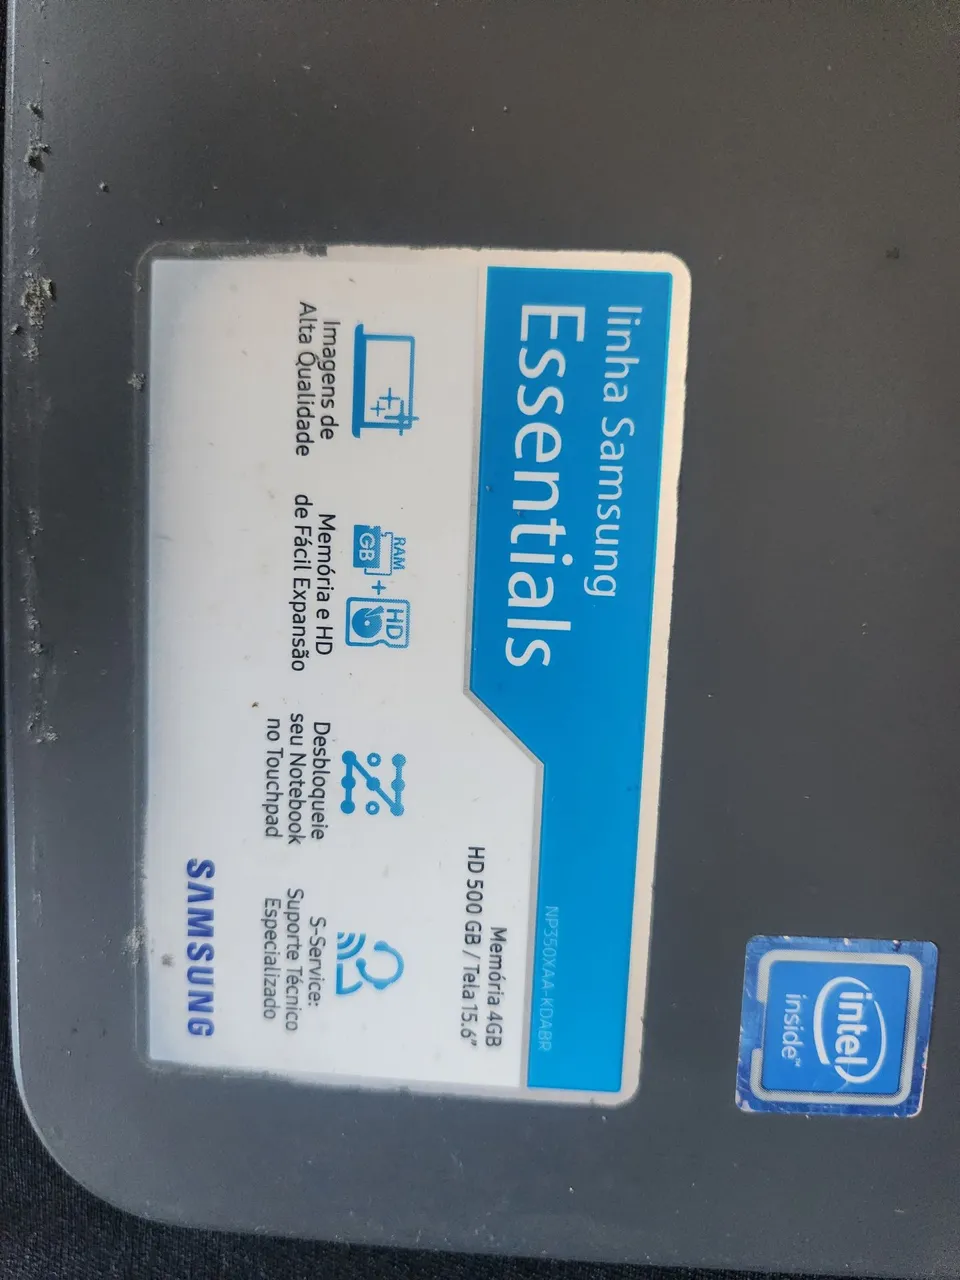 linha Samsung
Essentials
NP350XAA-KDABR
Memória 4GB
HD 500 GB / Tela 15.6"
RAM
GB
+
HD
Imagens de
Alta Qualidade
Memória e HD
de Fácil Expansão
Desbloqueie
seu Notebook
no Touchpad
S-Service:
Suporte Técnico
Especializado
SAMSUNG
intel
inside™